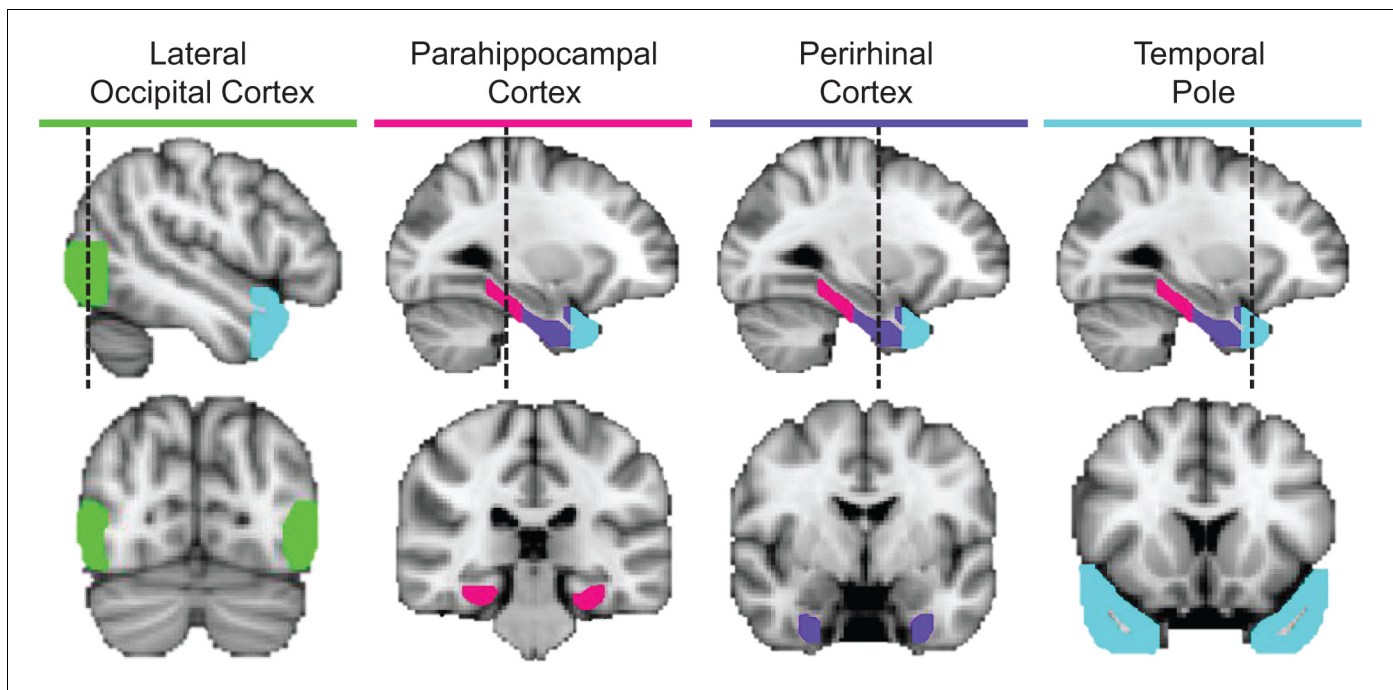 Lateral
Occipital Cortex
Parahippocampal
Cortex
Perirhinal
Cortex
Temporal
Pole